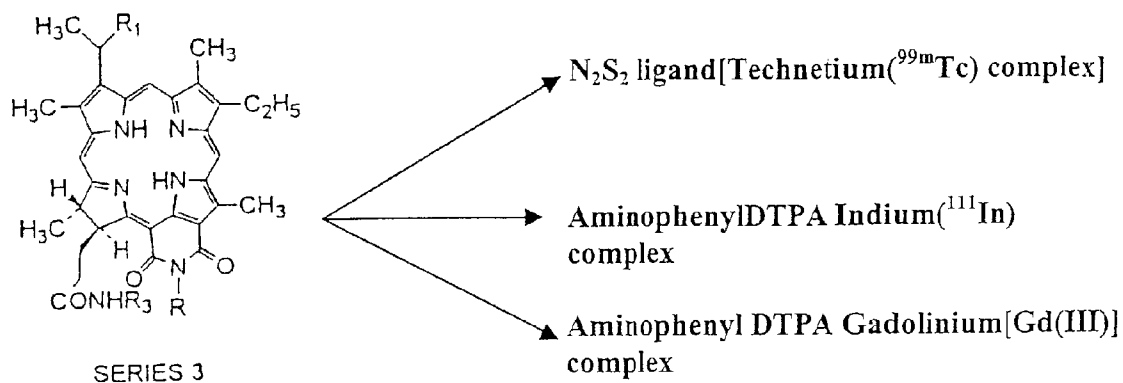 H₃C R₁
CH₃
H₃C
C₂H₅
NH N
N HN
H
H₃C
CH₃
H
O N O
CONHR₃ R
SERIES 3
N₂S₂ ligand[Technetium(⁹⁹ᵐTc) complex]
AminophenylDTPA Indium(¹¹¹In)
complex
Aminophenyl DTPA Gadolinium[Gd(III)]
complex